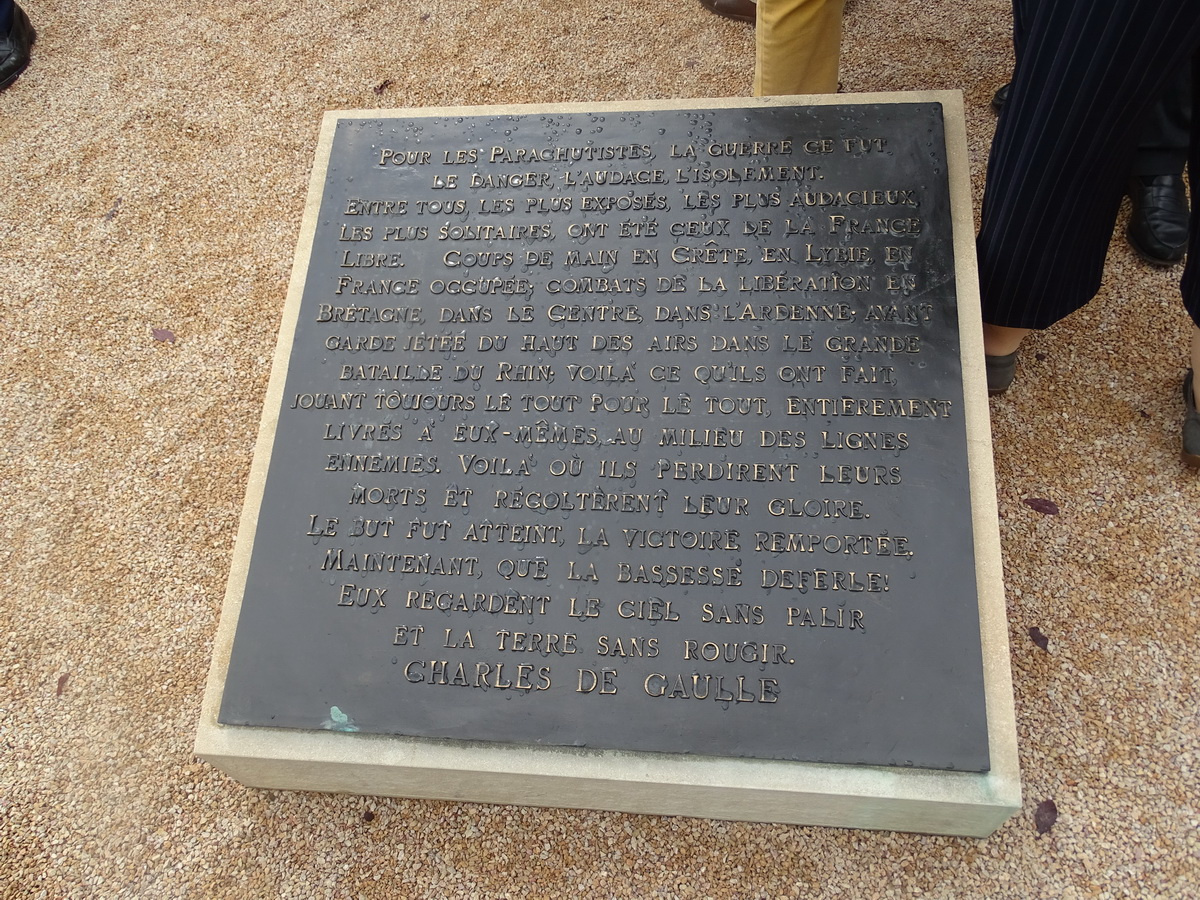 POUR LES PARACHUTISTES, LA GUERRE CE FUT
LE DANGER, L'AUDACE, L'ISOLEMENT.
ENTRE TOUS, LES PLUS EXPOSÉS, LES PLUS AUDACIEUX,
LES PLUS SOLITAIRES, ONT ÉTÉ CEUX DE LA FRANCE
LIBRE. COUPS DE MAIN EN CRÊTE, EN LYBIE, EN
FRANCE OCCUPÉE; COMBATS DE LA LIBÉRATION EN
BRETAGNE, DANS LE CENTRE, DANS L'ARDENNE; AVANT
GARDE JETÉE DU HAUT DES AIRS DANS LE GRANDE
BATAILDE DU RHIN; VOILÀ CE QU'ILS ONT FAIT,
JOUANT TOUJOURS LE TOUT POUR LE TOUT, ENTIÈREMENT
LIVRÉS À EUX-MÊMES, AU MILIEU DES LIGNES
ENNEMIES. VOILÀ OÙ ILS PERDIRENT LEURS
MORTS ET RÉCOLTÈRENT LEUR GLOIRE.
LE BUT FUT ATTEINT, LA VICTOIRE REMPORTÉE.
MAINTENANT, QUE LA BASSESSE DÉFERLE!
EUX REGARDENT LE CIEL SANS PALIR
ET LA TERRE SANS ROUGIR.
CHARLES DE GAULLE